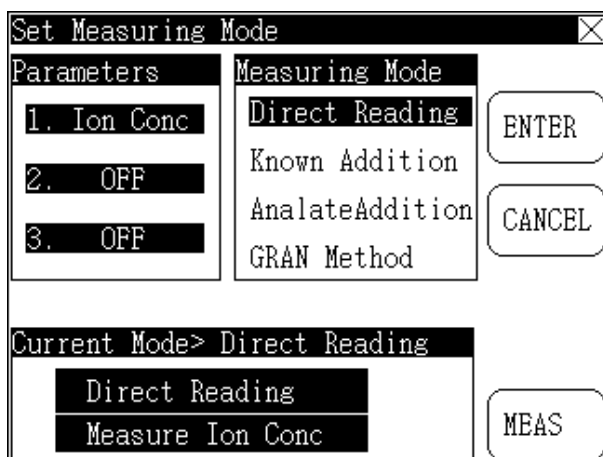 Set Measuring Mode
Parameters
1. Ion Conc
2. OFF
3. OFF
Measuring Mode
Direct Reading
Known Addition
AnalateAddition
GRAN Method
ENTER
CANCEL
Current Mode> Direct Reading
Direct Reading
Measure Ion Conc
MEAS